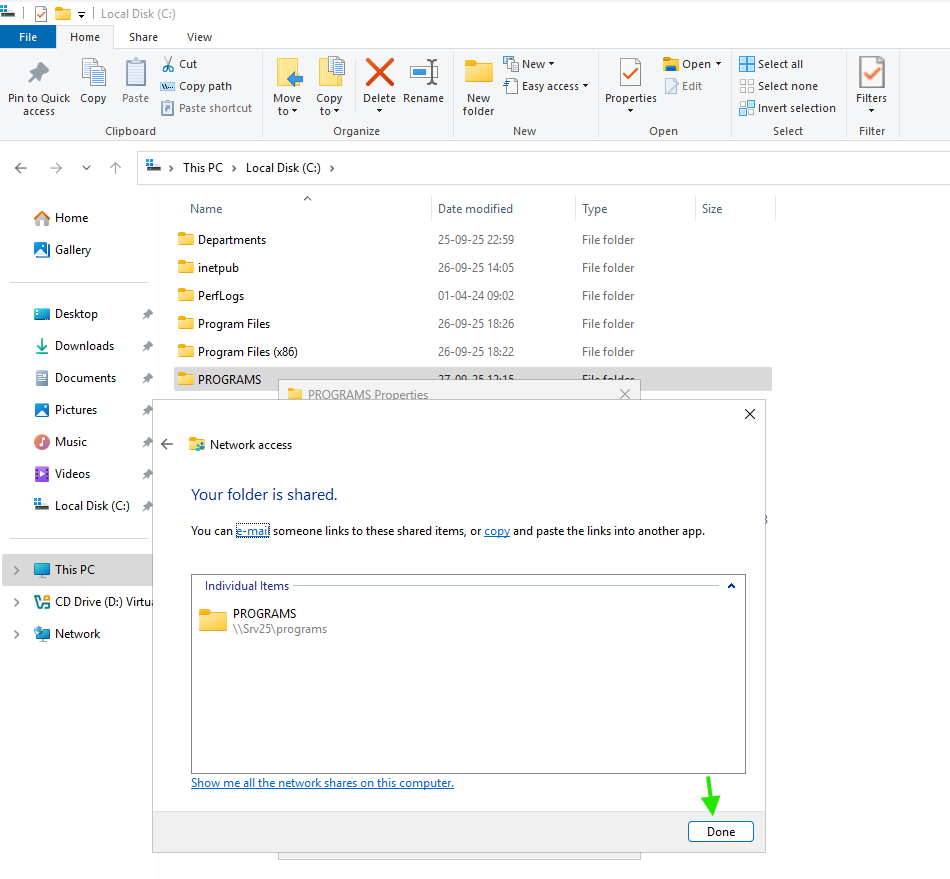 Local Disk (C:)
File Home Share View
Pin to Quick access
Copy
Paste
Cut
Copy path
Paste shortcut
Clipboard
Move to
Copy to
Delete
Rename
Organize
New folder
New
Easy access
New
Properties
Open
Edit
Open
Select all
Select none
Invert selection
Select
Filters
Filter
This PC > Local Disk (C:) >
Home
Gallery
Desktop
Downloads
Documents
Pictures
Music
Videos
Local Disk (C:)
This PC
CD Drive (D:) Virtua
Network
Name Date modified Type Size
Departments 25-09-25 22:59 File folder
inetpub 26-09-25 14:05 File folder
PerfLogs 01-04-24 09:02 File folder
Program Files 26-09-25 18:26 File folder
Program Files (x86) 26-09-25 18:22 File folder
PROGRAMS 27-09-25 12:15 File folder
PROGRAMS Properties
Network access
Your folder is shared.
You can e-mail someone links to these shared items, or copy and paste the links into another app.
Individual Items
PROGRAMS
\\Srv25\programs
Show me all the network shares on this computer.
Done